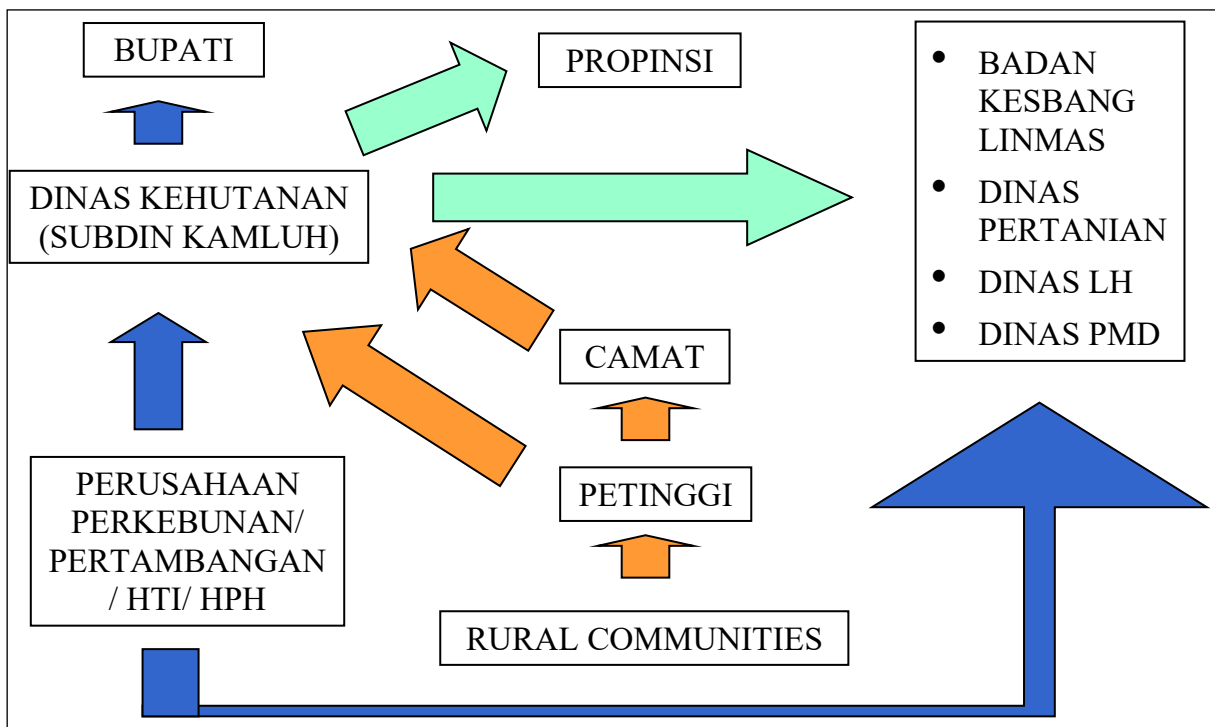 BUPATI
PROPINSI
• BADAN
KESBANG
LINMAS
• DINAS
PERTANIAN
• DINAS LH
• DINAS PMD
DINAS KEHUTANAN
(SUBDIN KAMLUH)
CAMAT
PETINGGI
PERUSAHAAN
PERKEBUNAN/
PERTAMBANGAN
/ HTI/ HPH
RURAL COMMUNITIES